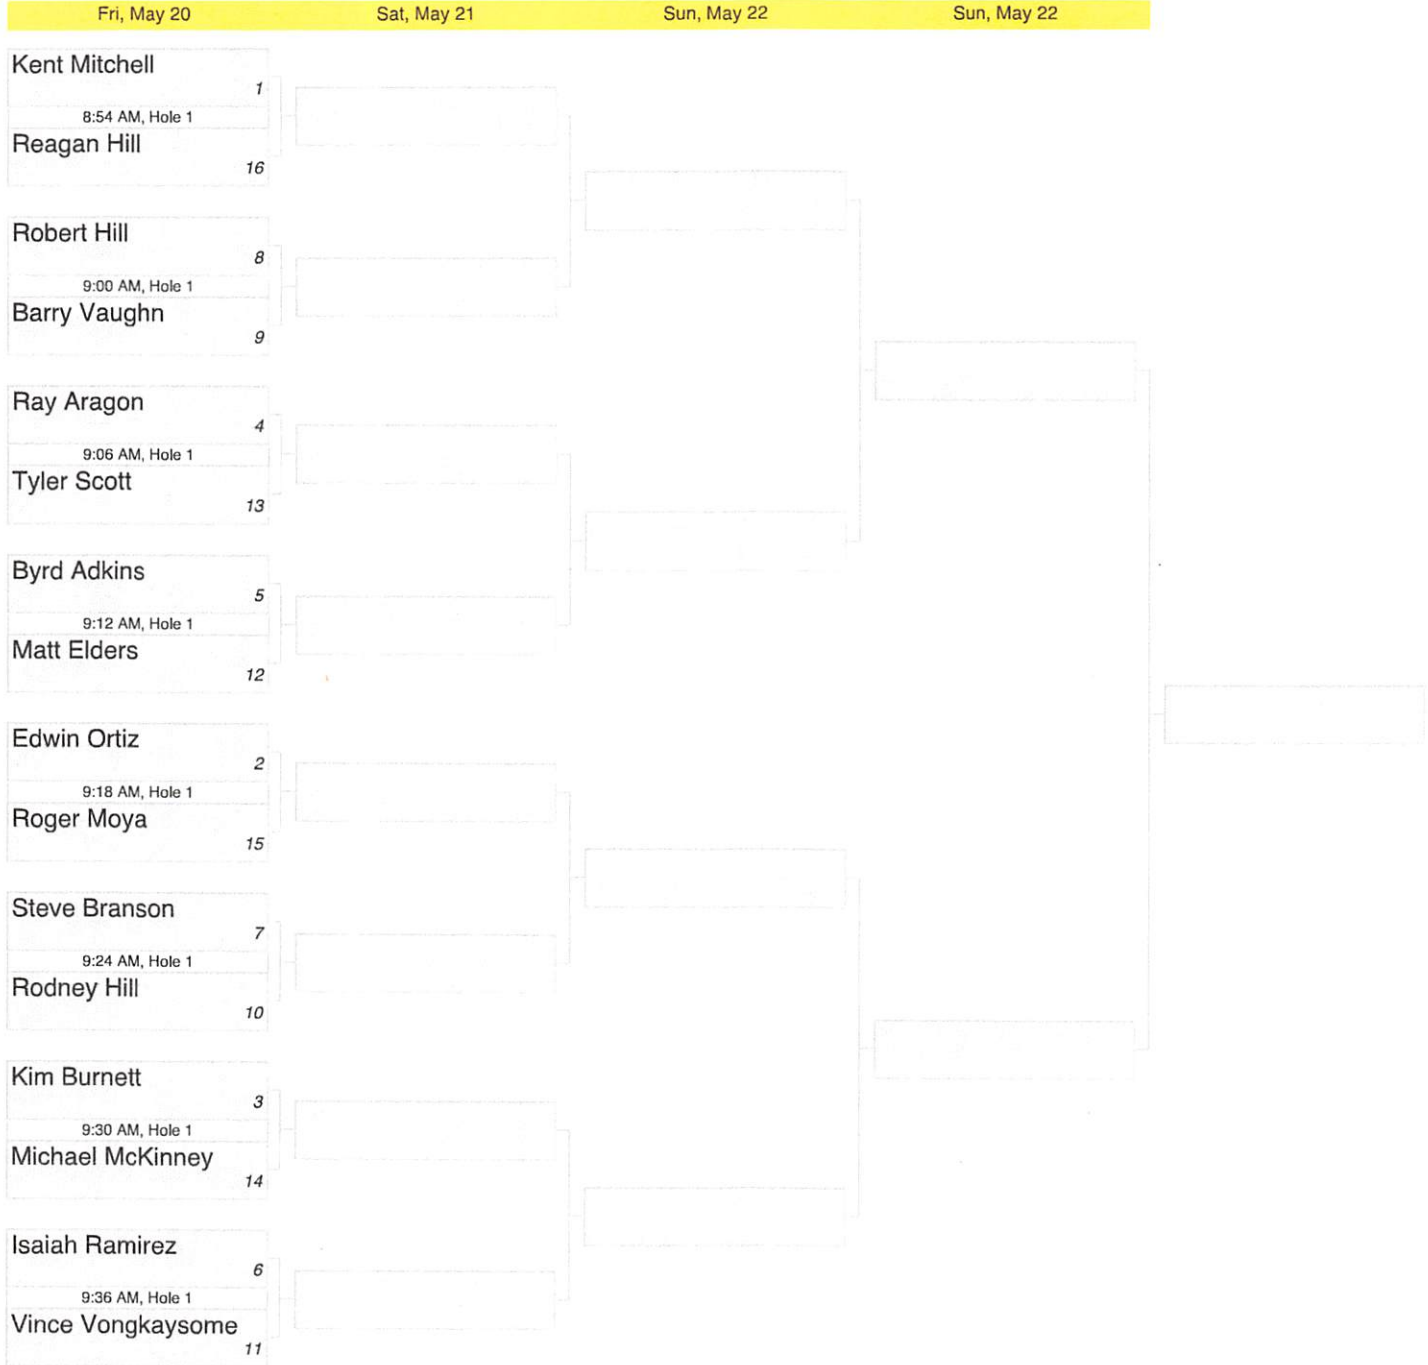 Fri, May 20 Sat, May 21 Sun, May 22 Sun, May 22
Kent Mitchell
1
8:54 AM, Hole 1
Reagan Hill
16
Robert Hill
8
9:00 AM, Hole 1
Barry Vaughn
9
Ray Aragon
4
9:06 AM, Hole 1
Tyler Scott
13
Byrd Adkins
5
9:12 AM, Hole 1
Matt Elders
12
Edwin Ortiz
2
9:18 AM, Hole 1
Roger Moya
15
Steve Branson
7
9:24 AM, Hole 1
Rodney Hill
10
Kim Burnett
3
9:30 AM, Hole 1
Michael McKinney
14
Isaiah Ramirez
6
9:36 AM, Hole 1
Vince Vongkaysome
11